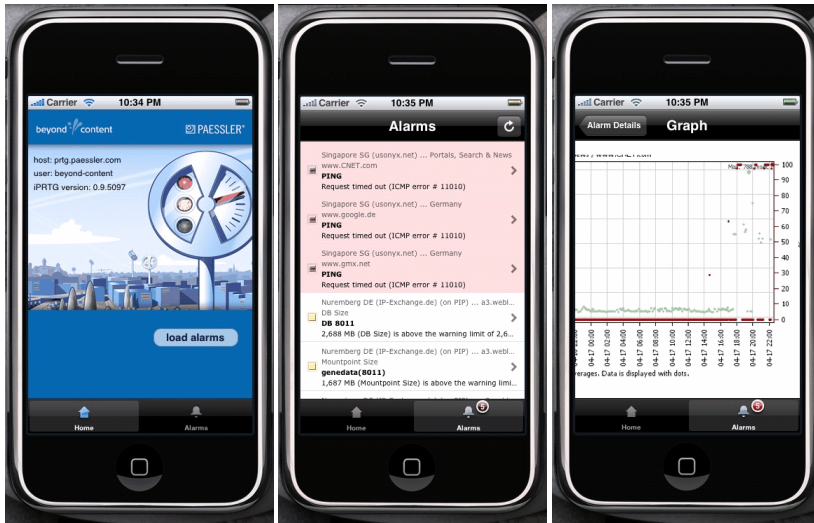 Carrier
10:34 PM
beyond content
PAESSLER
host: prtg.paessler.com
user: beyond-content
iPRTG version: 0.9.5097
load alarms
Home
Alarms
Carrier
10:35 PM
Alarms
Singapore SG (usonyx.net) ... Portals, Search & News
www.CNET.com
PING
Request timed out (ICMP error # 11010)
Singapore SG (usonyx.net) ... Germany
www.google.de
PING
Request timed out (ICMP error # 11010)
Singapore SG (usonyx.net) ... Germany
www.gmx.net
PING
Request timed out (ICMP error # 11010)
Nuremberg DE (IP-Exchange.de) (on PIP) ... a3.webl...
DB Size
DB 8011
2,688 MB (DB Size) is above the warning limit of 2,6...
Nuremberg DE (IP-Exchange.de) (on PIP) ... a3.webl...
Mountpoint Size
genedata(8011)
1,687 MB (Mountpoint Size) is above the warning limi...
Home
5
Alarms
Carrier
10:35 PM
Alarm Details
Graph
100
90
80
70
60
50
40
30
20
10
0
04-17 00:00
04-17 02:00
04-17 04:00
04-17 06:00
04-17 08:00
04-17 10:00
04-17 12:00
04-17 14:00
04-17 16:00
04-17 18:00
04-17 20:00
04-17 22:00
verages. Data is displayed with dots.
Home
5
Alarms